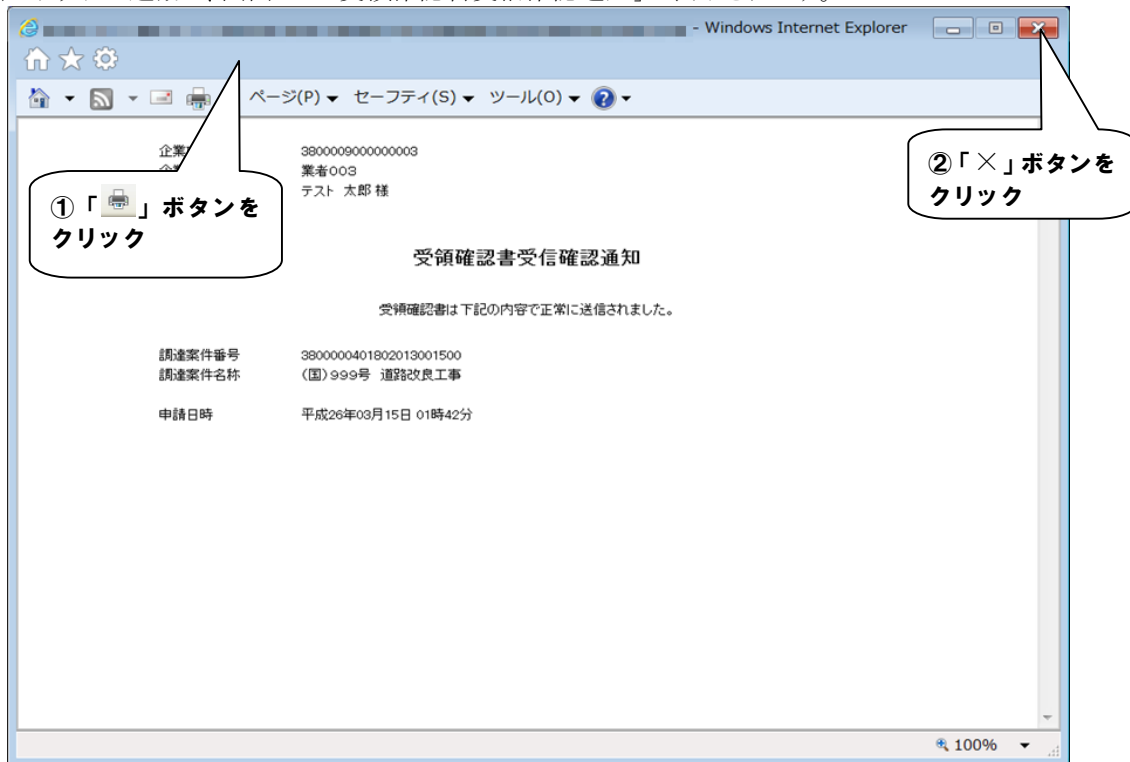 - Windows Internet Explorer
ページ(P) セーフティ(S) ツール(O)
企業
3800009000000003
業者003
テスト 太郎 様
①「」ボタンを
クリック
②「×」ボタンを
クリック
受領確認書受信確認通知
受領確認書は下記の内容で正常に送信されました。
調達案件番号 3800000401802013001500
調達案件名称 (国)999号 道路改良工事
申請日時 平成26年03月15日 01時42分
100%